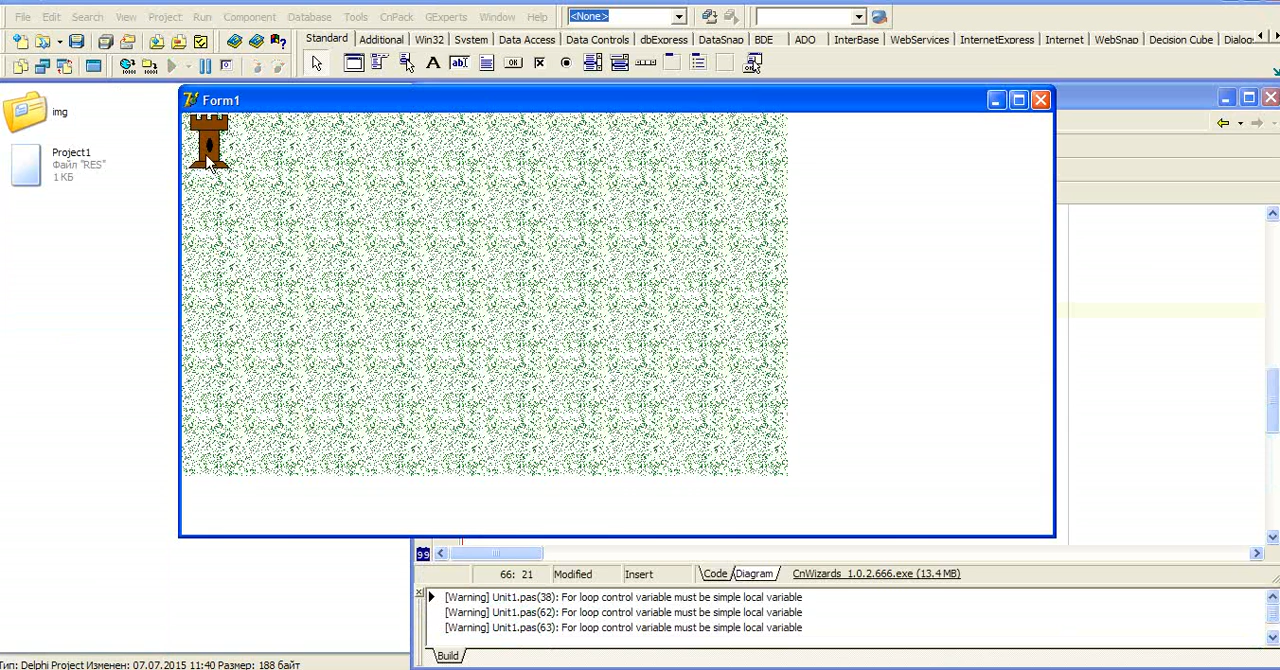 File Edit Search View Project Run Component Database Tools CnPack GExperts Window Help <None>
Standard Additional Win32 System Data Access Data Controls dbExpress DataSnap BDE ADO InterBase WebServices InternetExpress Internet WebSnap Decision Cube Dialog
img
Project1
Файл "RES"
1 КБ
Form1
99
66: 21 Modified Insert Code Diagram CnWizards_1.0.2.666.exe (13.4 MB)
[Warning] Unit1.pas(38): For loop control variable must be simple local variable
[Warning] Unit1.pas(62): For loop control variable must be simple local variable
[Warning] Unit1.pas(63): For loop control variable must be simple local variable
Build
Тип: Delphi Project Изменен: 07.07.2015 11:40 Размер: 188 байт